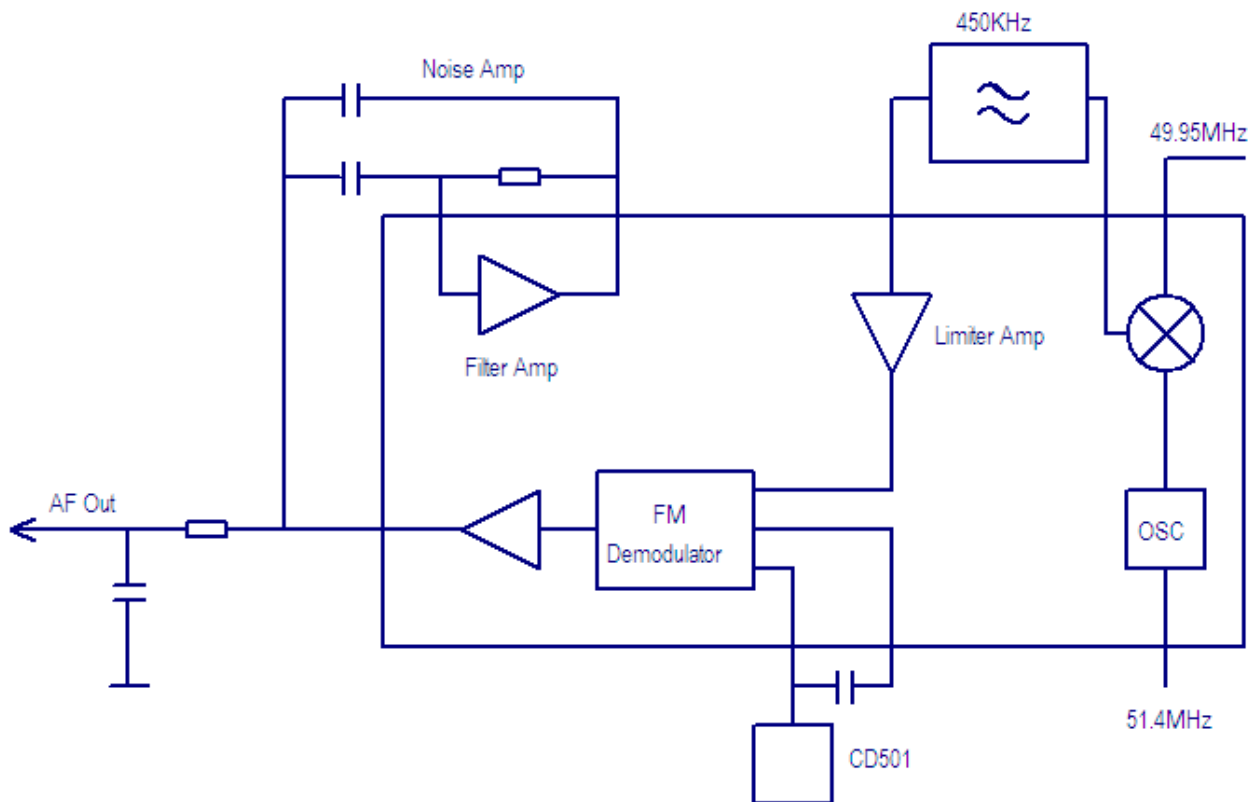 450KHz
Noise Amp
49.95MHz
Limiter Amp
Filter Amp
AF Out
FM
Demodulator
OSC
51.4MHz
CD501